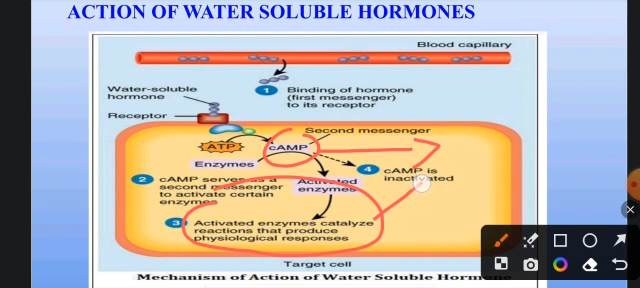 ACTION OF WATER SOLUBLE HORMONES
Blood capillary
Water-soluble
hormone
1 Binding of hormone
(first messenger)
to its receptor
Receptor
Second messenger
ATP
cAMP
Enzymes
2 cAMP serves as a
second messenger
to activate certain
enzymes
Activated
enzymes
4 cAMP is
inactivated
3 Activated enzymes catalyze
reactions that produce
physiological responses
Target cell
Mechanism of Action of Water Soluble Hormone